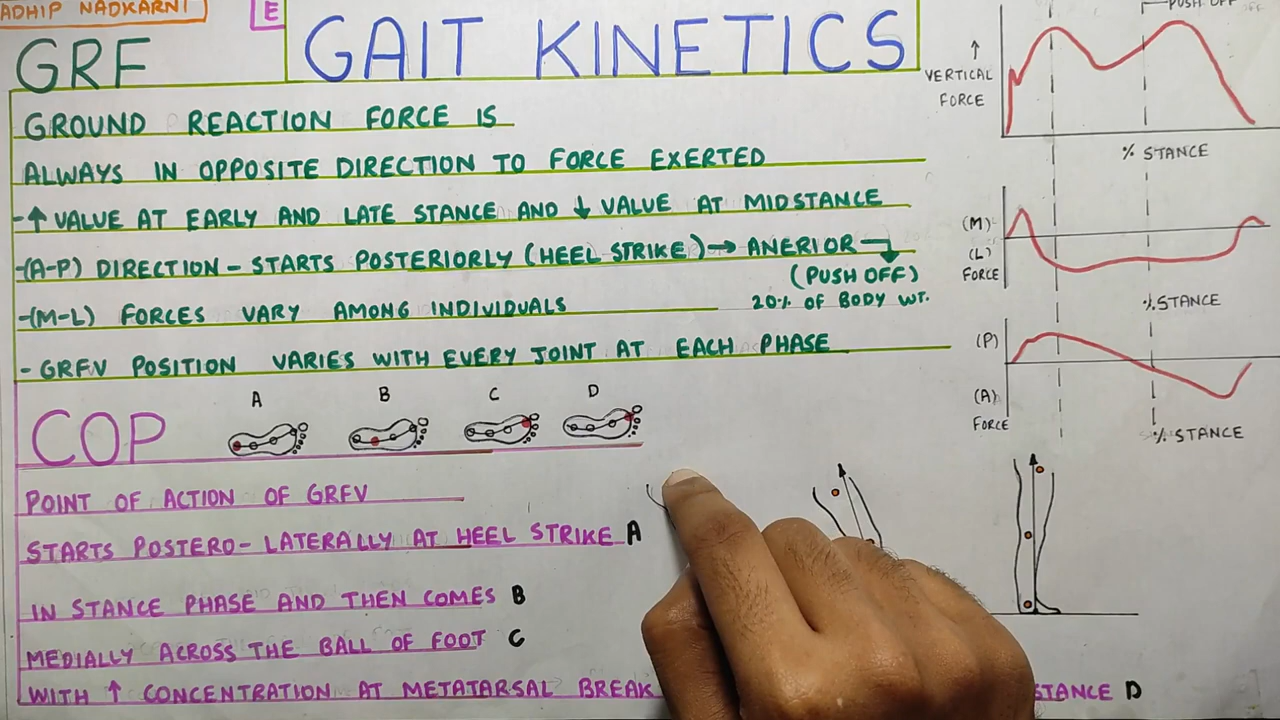 ADHIP NADKARNI
E
GRF
GAIT KINETICS
GROUND REACTION FORCE IS
ALWAYS IN OPPOSITE DIRECTION TO FORCE EXERTED
-↑ VALUE AT EARLY AND LATE STANCE AND ↓ VALUE AT MIDSTANCE
-(A-P) DIRECTION - STARTS POSTERIORLY (HEEL STRIKE) → ANERIOR
(PUSH OFF)
20% OF BODY WT.
-(M-L) FORCES VARY AMONG INDIVIDUALS
- GRFV POSITION VARIES WITH EVERY JOINT AT EACH PHASE
COP
A B C D
POINT OF ACTION OF GRFV
STARTS POSTERO-LATERALLY AT HEEL STRIKE A
IN STANCE PHASE AND THEN COMES B
MEDIALLY ACROSS THE BALL OF FOOT C
WITH ↑ CONCENTRATION AT METATARSAL BREAK STANCE D
PUSH OFF
↑
VERTICAL
FORCE
% STANCE
(M)
(L)
FORCE
% STANCE
(P)
(A)
FORCE
% STANCE